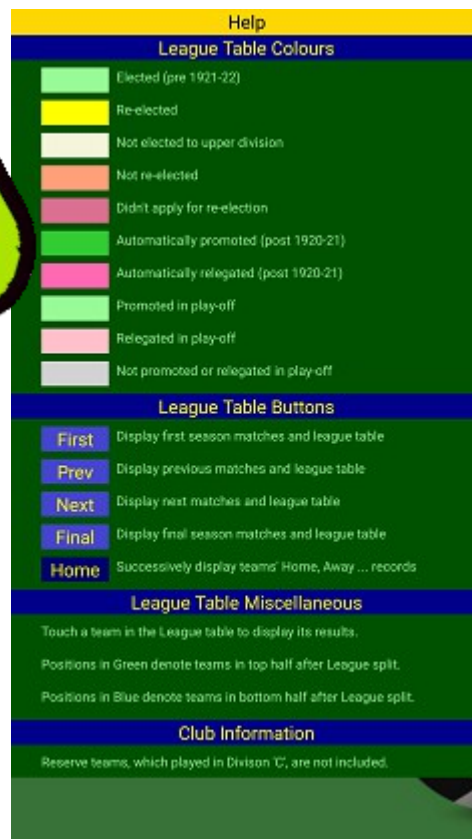 Help
League Table Colours
Elected (pre 1921-22)
Re-elected
Not elected to upper division
Not re-elected
Didn't apply for re-election
Automatically promoted (post 1920-21)
Automatically relegated (post 1920-21)
Promoted in play-off
Relegated in play-off
Not promoted or relegated in play-off
League Table Buttons
First Display first season matches and league table
Prev Display previous matches and league table
Next Display next matches and league table
Final Display final season matches and league table
Home Successively display teams' Home, Away ... records
League Table Miscellaneous
Touch a team in the League table to display its results.
Positions in Green denote teams in top half after League split.
Positions in Blue denote teams in bottom half after League split.
Club Information
Reserve teams, which played in Divison 'C', are not included.